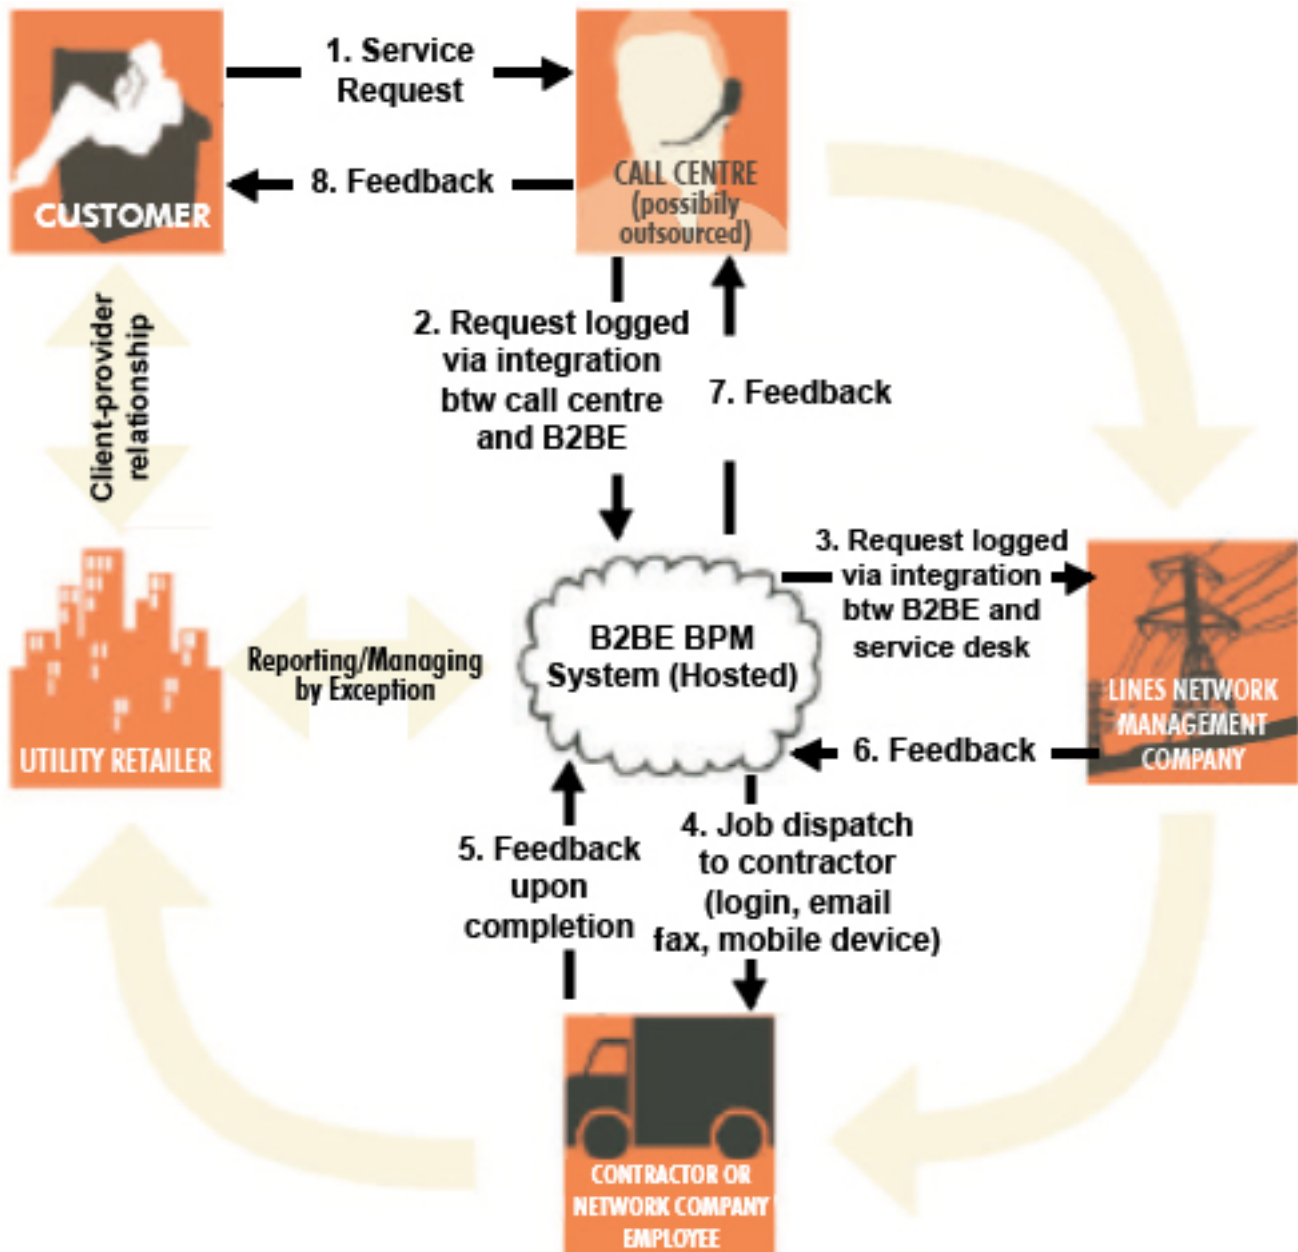 1. Service
Request
8. Feedback
CUSTOMER
CALL CENTRE
(possibily
outsourced)
Client-provider
relationship
2. Request logged
via integration
btw call centre
and B2BE
7. Feedback
3. Request logged
via integration
btw B2BE and
service desk
B2BE BPM
System (Hosted)
Reporting/Managing
by Exception
UTILITY RETAILER
LINES NETWORK
MANAGEMENT
COMPANY
6. Feedback
5. Feedback
upon
completion
4. Job dispatch
to contractor
(login, email
fax, mobile device)
CONTRACTOR OR
NETWORK COMPANY
EMPLOYEE